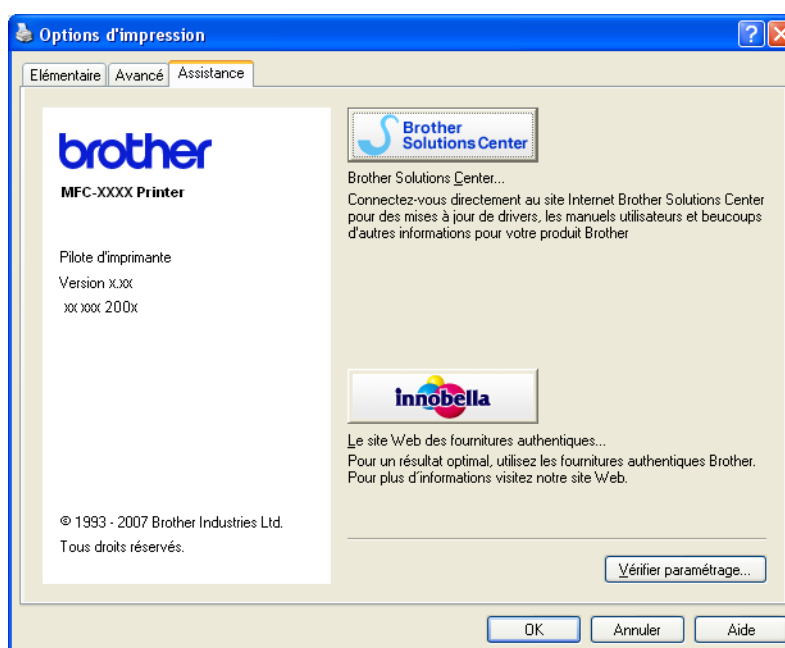 Options d'impression
Elémentaire
Avancé
Assistance
brother
MFC-XXXX Printer
Pilote d'imprimante
Version x.xx
xx xxx 200x
© 1993 - 2007 Brother Industries Ltd.
Tous droits réservés.
Brother
Solutions Center
Brother Solutions Center...
Connectez-vous directement au site Internet Brother Solutions Center
pour des mises à jour de drivers, les manuels utilisateurs et beucoups
d'autres informations pour votre produit Brother
innobella
Le site Web des fournitures authentiques...
Pour un résultat optimal, utilisez les fournitures authentiques Brother.
Pour plus d'informations visitez notre site Web.
Vérifier paramétrage...
OK
Annuler
Aide